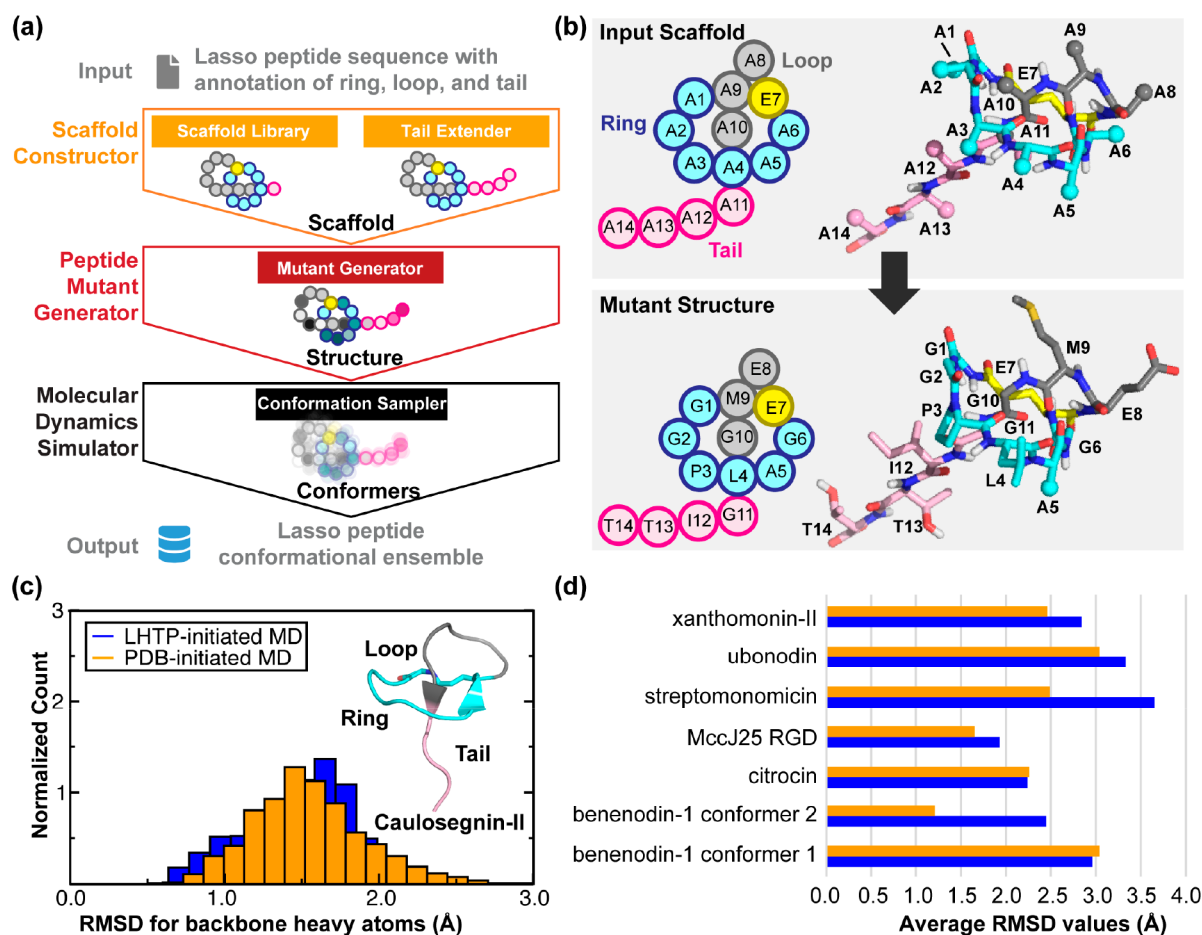 (a)
Input
Lasso peptide sequence with
annotation of ring, loop, and tail
Scaffold
Constructor
Scaffold Library
Tail Extender
Scaffold
Peptide
Mutant
Generator
Mutant Generator
Structure
Molecular
Dynamics
Simulator
Conformation Sampler
Conformers
Output
Lasso peptide
conformational ensemble
(b)
Input Scaffold
A8
Loop
A1
A9
E7
Ring
A2
A10
A6
A3
A4
A5
A14
A13
A12
A11
Tail
A1
A9
E7
A2
A10
A8
A3
A11
A6
A12
A4
A5
A13
A14
Mutant Structure
E8
G1
M9
E7
G2
G10
G6
P3
L4
A5
T14
T13
I12
G11
G1
M9
E7
G2
G10
E8
P3
G11
G6
I12
L4
A5
T14
T13
(c)
3
2
1
Normalized Count
LHTP-initiated MD
PDB-initiated MD
Loop
Ring
Tail
Caulosegnin-II
0.0
1.0
2.0
3.0
RMSD for backbone heavy atoms (Å)
(d)
xanthomonin-II
ubonodin
streptomonomicin
MccJ25 RGD
citrocin
benenodin-1 conformer 2
benenodin-1 conformer 1
0.0 0.5 1.0 1.5 2.0 2.5 3.0 3.5 4.0
Average RMSD values (Å)